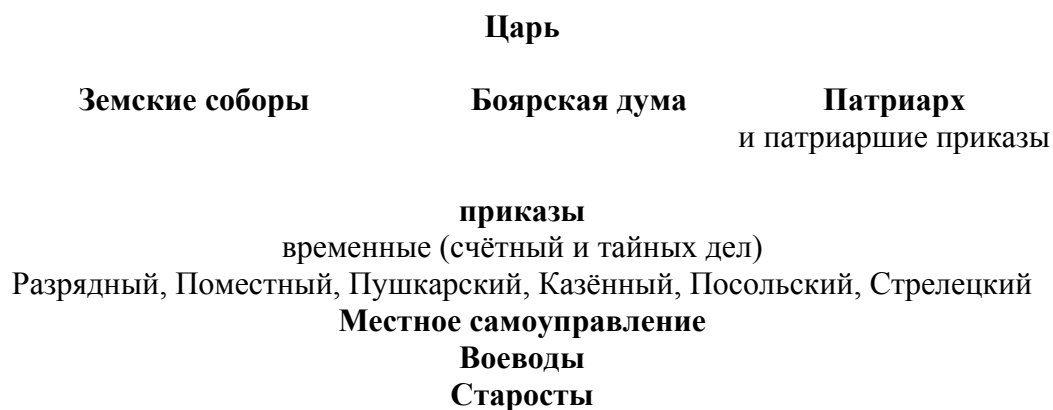 Царь
Земские соборы Боярская дума Патриарх
и патриаршие приказы
приказы
временные (счётный и тайных дел)
Разрядный, Поместный, Пушкарский, Казённый, Посольский, Стрелецкий
Местное самоуправление
Воеводы
Старосты